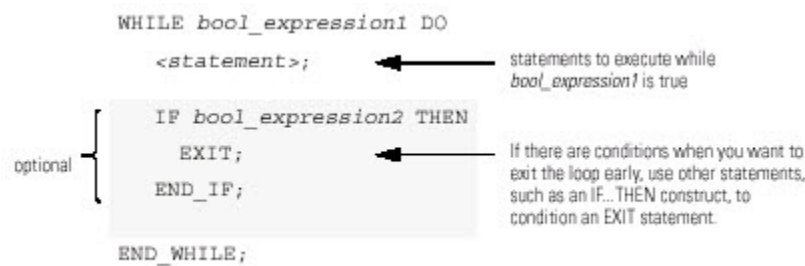 WHILE bool_expression1 DO
<statement>;
statements to execute while
bool_expression1 is true
optional
IF bool_expression2 THEN
EXIT;
END_IF;
If there are conditions when you want to
exit the loop early, use other statements,
such as an IF...THEN construct, to
condition an EXIT statement.
END_WHILE;